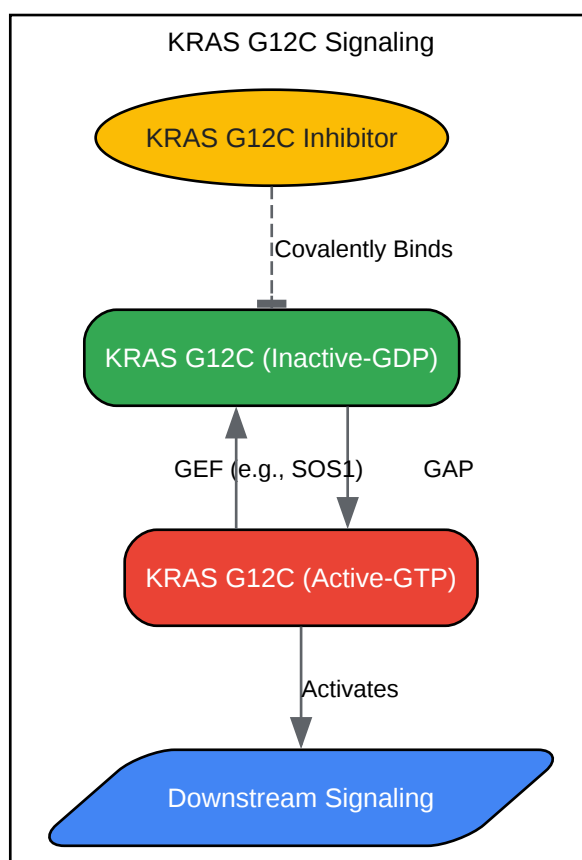 KRAS G12C Signaling
KRAS G12C Inhibitor
Covalently Binds
KRAS G12C (Inactive-GDP)
GEF (e.g., SOS1)
GAP
KRAS G12C (Active-GTP)
Activates
Downstream Signaling